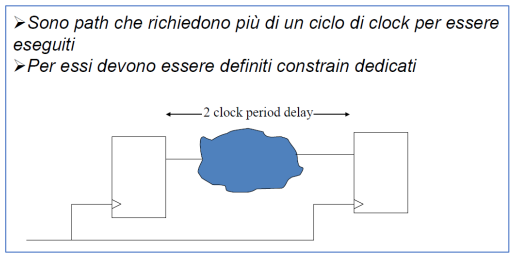 ➢Sono path che richiedono più di un ciclo di clock per essere
eseguiti
➢Per essi devono essere definiti constrain dedicati
2 clock period delay